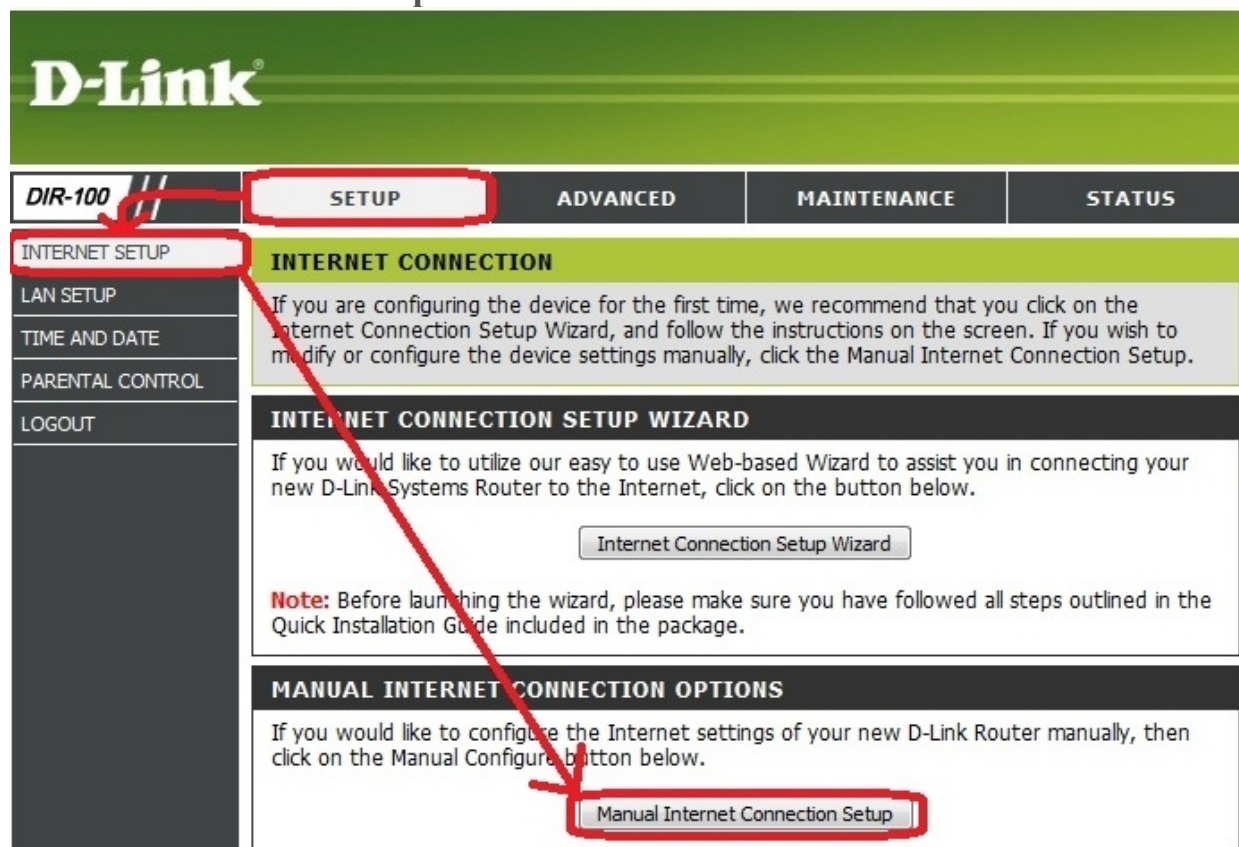 D-Link®
DIR-100
SETUP
ADVANCED
MAINTENANCE
STATUS
INTERNET SETUP
LAN SETUP
TIME AND DATE
PARENTAL CONTROL
LOGOUT
INTERNET CONNECTION
If you are configuring the device for the first time, we recommend that you click on the
Internet Connection Setup Wizard, and follow the instructions on the screen. If you wish to
modify or configure the device settings manually, click the Manual Internet Connection Setup.
INTERNET CONNECTION SETUP WIZARD
If you would like to utilize our easy to use Web-based Wizard to assist you in connecting your
new D-Link Systems Router to the Internet, click on the button below.
Internet Connection Setup Wizard
Note: Before launching the wizard, please make sure you have followed all steps outlined in the
Quick Installation Guide included in the package.
MANUAL INTERNET CONNECTION OPTIONS
If you would like to configure the Internet settings of your new D-Link Router manually, then
click on the Manual Configure button below.
Manual Internet Connection Setup